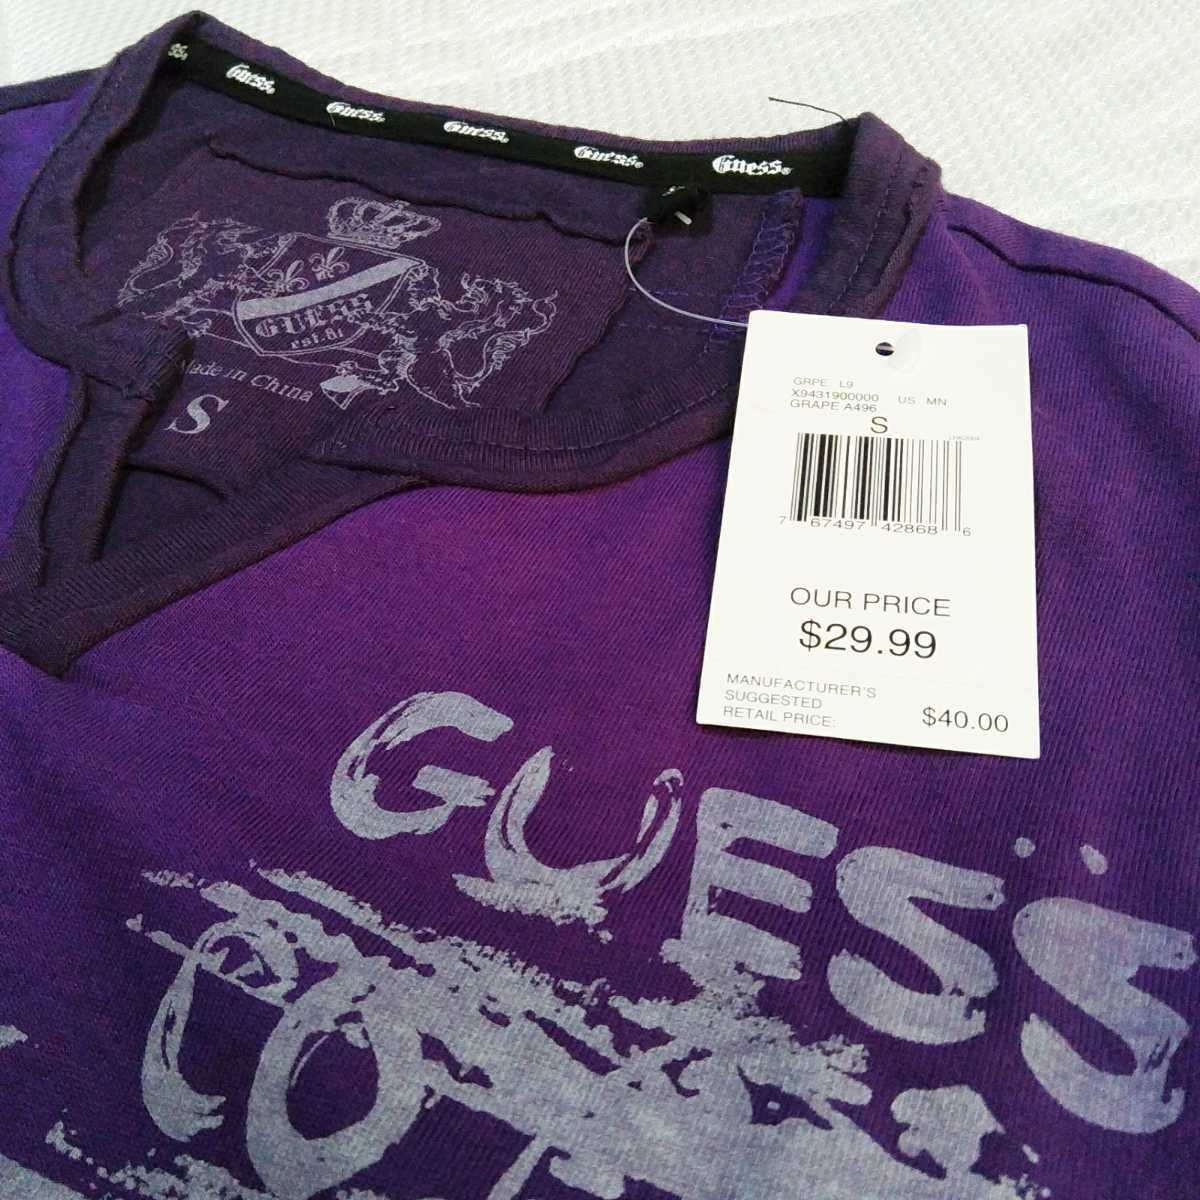 Guess.
Guess.
Guess.
Guess®
Guess®
GUESS
est.81
Made in China
S
GRPE L9
X9431900000 US MN
GRAPE A496
S
7 67497 42868 6
OUR PRICE
$29.99
MANUFACTURER'S
SUGGESTED
RETAIL PRICE: $40.00
GUESS